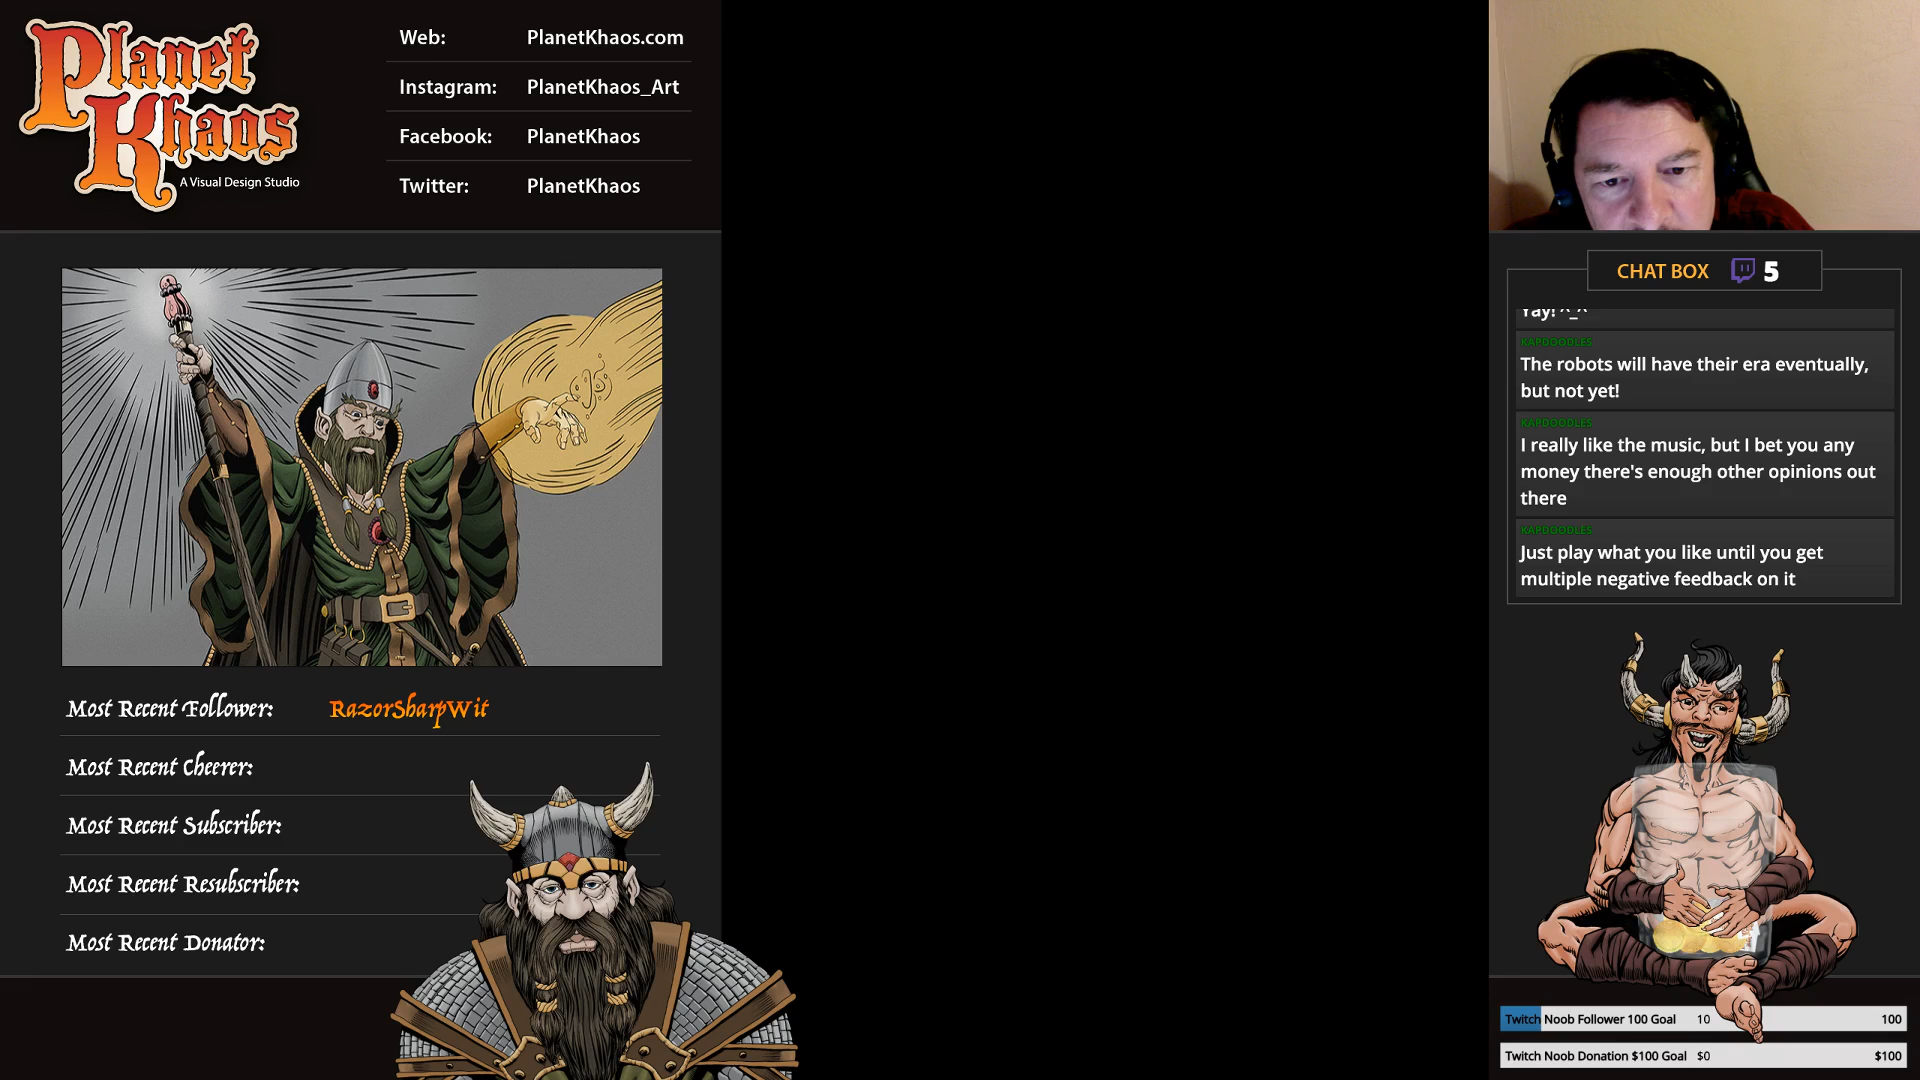 Planet
Khaos
A Visual Design Studio
Web: PlanetKhaos.com
Instagram: PlanetKhaos_Art
Facebook: PlanetKhaos
Twitter: PlanetKhaos
Most Recent Follower: RazorSharpWit
Most Recent Cheerer:
Most Recent Subscriber:
Most Recent Resubscriber:
Most Recent Donator:
CHAT BOX 5
Yay! ^_^
KAPDOODLES
The robots will have their era eventually,
but not yet!
KAPDOODLES
I really like the music, but I bet you any
money there's enough other opinions out
there
KAPDOODLES
Just play what you like until you get
multiple negative feedback on it
Twitch Noob Follower 100 Goal 10 100
Twitch Noob Donation $100 Goal $0 $100